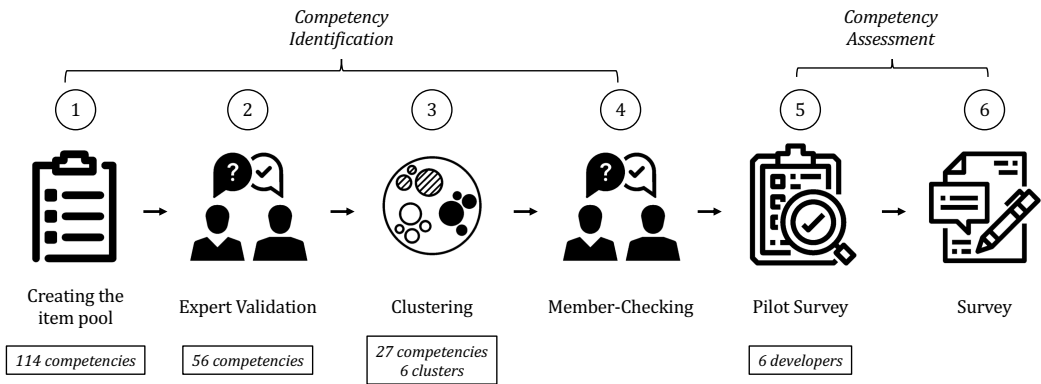 Competency
Identification
Competency
Assessment
1
2
3
4
5
6
?
?
Creating the
item pool
Expert Validation
Clustering
Member-Checking
Pilot Survey
Survey
114 competencies
56 competencies
27 competencies
6 clusters
6 developers